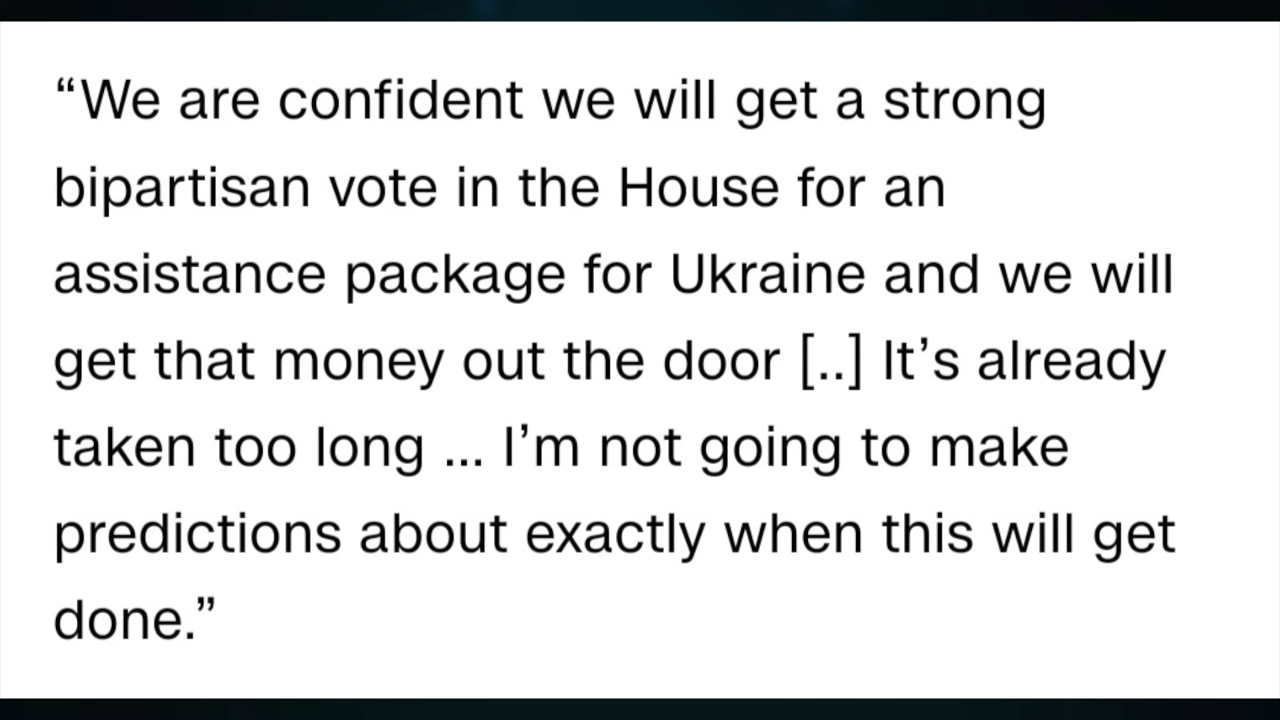 “We are confident we will get a strong
bipartisan vote in the House for an
assistance package for Ukraine and we will
get that money out the door [..] It’s already
taken too long ... I’m not going to make
predictions about exactly when this will get
done.”